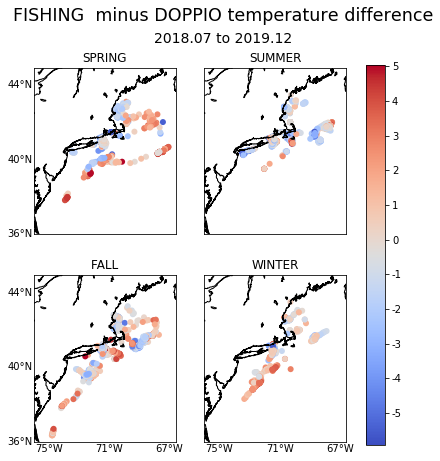 FISHING  minus DOPPIO temperature difference
2018.07 to 2019.12
SPRING
SUMMER
44°N
40°N
36°N
FALL
WINTER
44°N
40°N
36°N
75°W
71°W
67°W
75°W
71°W
67°W
5
4
3
2
1
0
-1
-2
-3
-4
-5